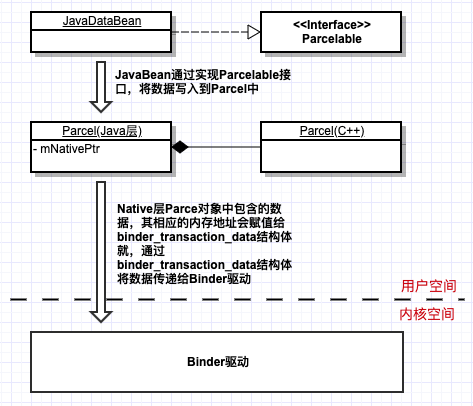 JavaDataBean
<<Interface>>
Parcelable
JavaBean通过实现Parcelable接
口，将数据写入到Parcel中
Parcel(Java层)
- mNativePtr
Parcel(C++)
Native层Parce对象中包含的数
据，其相应的内存地址会赋值给
binder_transaction_data结构体
就，通过
binder_transaction_data结构体
将数据传递给Binder驱动
用户空间
内核空间
Binder驱动